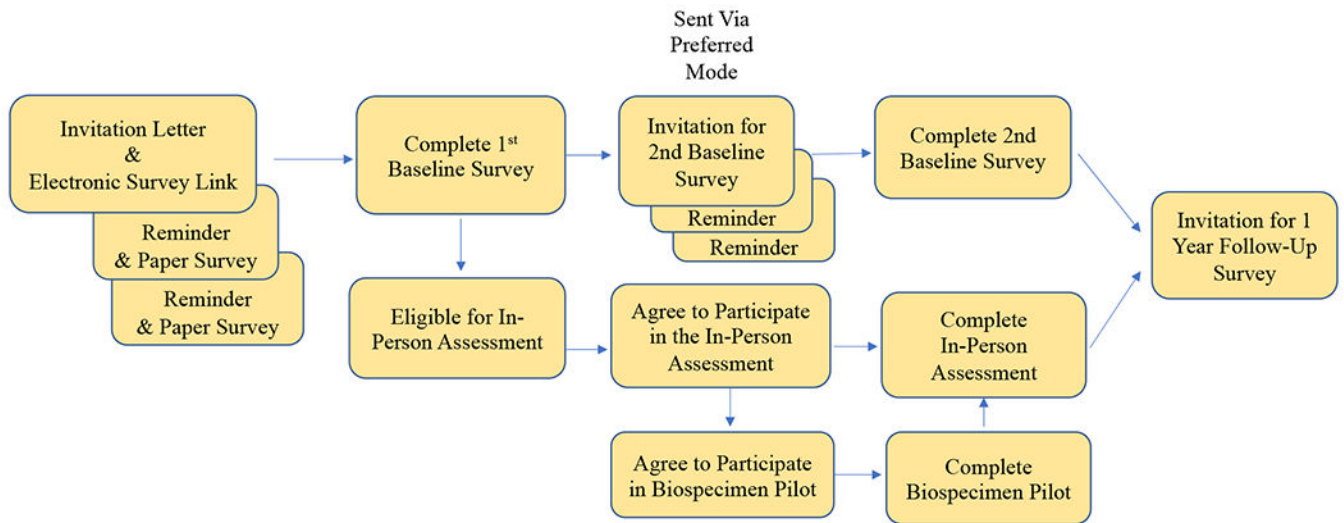 Sent Via
Preferred
Mode
Invitation Letter
&
Electronic Survey Link
Reminder
& Paper Survey
Reminder
& Paper Survey
Complete 1st
Baseline Survey
Invitation for
2nd Baseline
Survey
Reminder
Reminder
Complete 2nd
Baseline Survey
Invitation for 1
Year Follow-Up
Survey
Eligible for In-
Person Assessment
Agree to Participate
in the In-Person
Assessment
Complete
In-Person
Assessment
Agree to Participate
in Biospecimen Pilot
Complete
Biospecimen Pilot